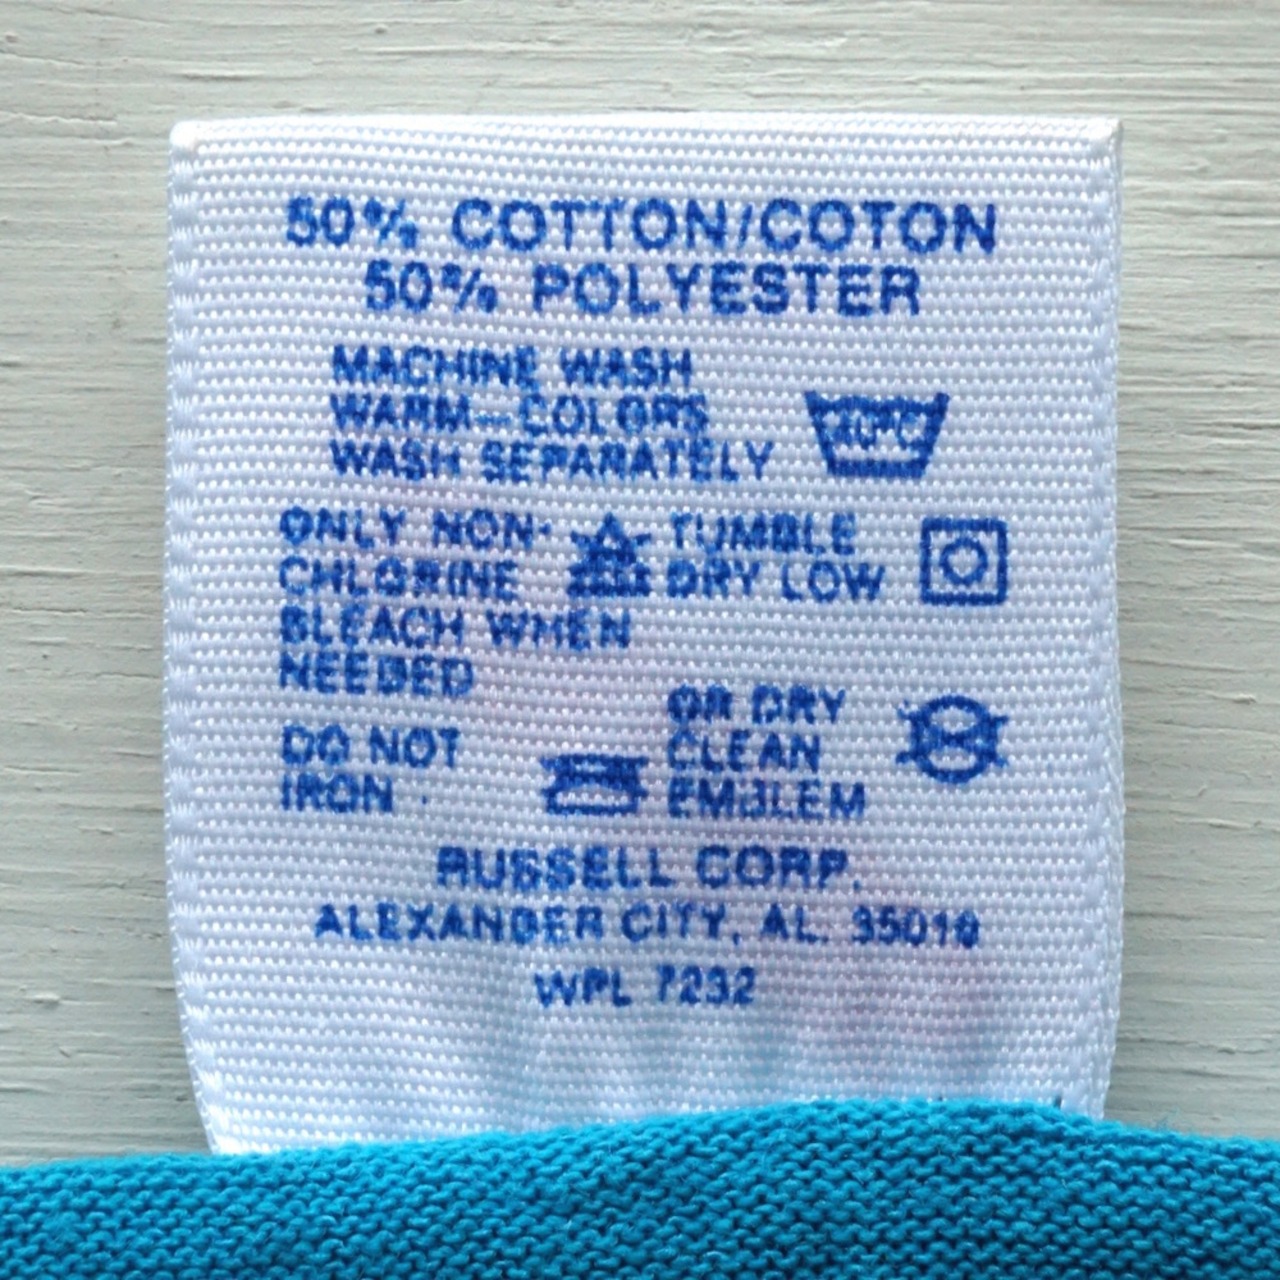 50% COTTON/COTON
50% POLYESTER
MACHINE WASH
WARM—COLORS
WASH SEPARATELY
40°C
ONLY NON-
CHLORINE
BLEACH WHEN
NEEDED
TUMBLE
DRY LOW
DO NOT
IRON
OR DRY
CLEAN
EMBLEM
RUSSELL CORP.
ALEXANDER CITY, AL. 35010
WPL 7232